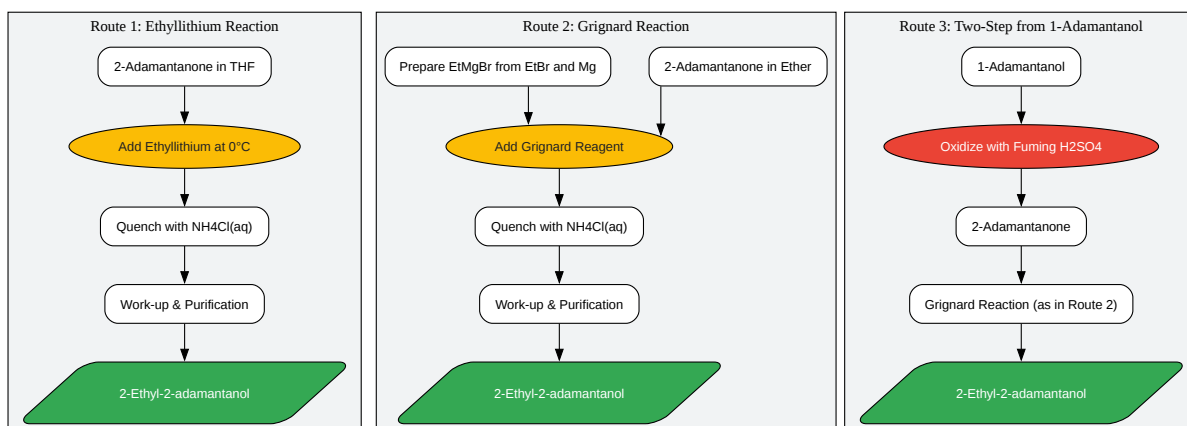 Route 1: Ethyllithium Reaction
2-Adamantanone in THF
Add Ethyllithium at 0°C
Quench with NH4Cl(aq)
Work-up & Purification
2-Ethyl-2-adamantanol
Route 2: Grignard Reaction
Prepare EtMgBr from EtBr and Mg
2-Adamantanone in Ether
Add Grignard Reagent
Quench with NH4Cl(aq)
Work-up & Purification
2-Ethyl-2-adamantanol
Route 3: Two-Step from 1-Adamantanol
1-Adamantanol
Oxidize with Fuming H2SO4
2-Adamantanone
Grignard Reaction (as in Route 2)
2-Ethyl-2-adamantanol